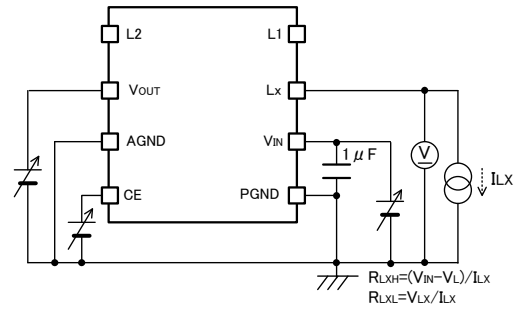 L2 L1
VOUT Lx
AGND VIN
1μF
V
CE PGND
ILX
RLXH=(VIN-VL)/ILX
RLXL=VLX/ILX